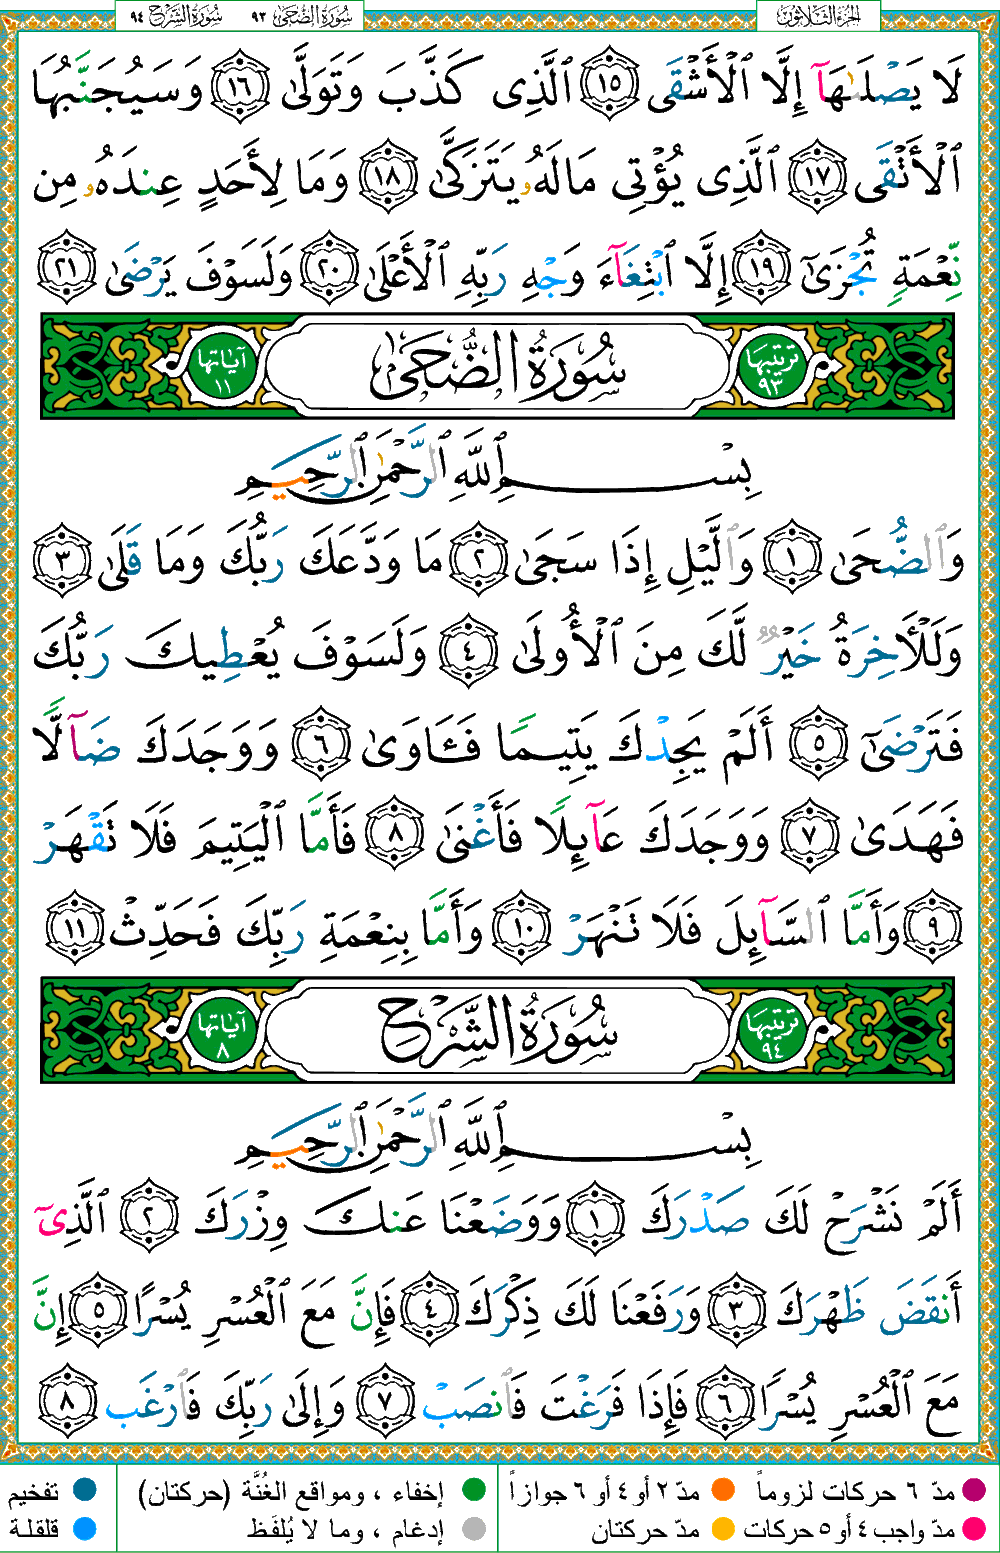 الجزء الثلاثون
سورة الضحى ٩٣ سورة الشرح ٩٤
لَا يَصْلَىٰهَآ إِلَّا ٱلْأَشْقَى ١٥ ٱلَّذِى كَذَّبَ وَتَوَلَّىٰ ١٦ وَسَيُجَنَّبُهَا
ٱلْأَتْقَى ١٧ ٱلَّذِى يُؤْتِى مَالَهُۥ يَتَزَكَّىٰ ١٨ وَمَا لِأَحَدٍ عِندَهُۥ مِن
نِّعْمَةٍ تُجْزَىٰٓ ١٩ إِلَّا ٱبْتِغَآءَ وَجْهِ رَبِّهِ ٱلْأَعْلَىٰ ٢٠ وَلَسَوْفَ يَرْضَىٰ ٢١
ترتيبها ٩٣ سُورَةُ الضُّحَىٰ آياتها ١١
بِسْمِ ٱللَّهِ ٱلرَّحْمَٰنِ ٱلرَّحِيمِ
وَٱلضُّحَىٰ ١ وَٱلَّيْلِ إِذَا سَجَىٰ ٢ مَا وَدَّعَكَ رَبُّكَ وَمَا قَلَىٰ ٣
وَلَلْأَخِرَةُ خَيْرٌ لَّكَ مِنَ ٱلْأُولَىٰ ٤ وَلَسَوْفَ يُعْطِيكَ رَبُّكَ
فَتَرْضَىٰٓ ٥ أَلَمْ يَجِدْكَ يَتِيمًا فَـَٔاوَىٰ ٦ وَوَجَدَكَ ضَآلًّا
فَهَدَىٰ ٧ وَوَجَدَكَ عَآئِلًا فَأَغْنَىٰ ٨ فَأَمَّا ٱلْيَتِيمَ فَلَا تَقْهَرْ
٩ وَأَمَّا ٱلسَّآئِلَ فَلَا تَنْهَرْ ١٠ وَأَمَّا بِنِعْمَةِ رَبِّكَ فَحَدِّثْ ١١
ترتيبها ٩٤ سُورَةُ الشَّرْحِ آياتها ٨
بِسْمِ ٱللَّهِ ٱلرَّحْمَٰنِ ٱلرَّحِيمِ
أَلَمْ نَشْرَحْ لَكَ صَدْرَكَ ١ وَوَضَعْنَا عَنكَ وِزْرَكَ ٢ ٱلَّذِىٓ
أَنقَضَ ظَهْرَكَ ٣ وَرَفَعْنَا لَكَ ذِكْرَكَ ٤ فَإِنَّ مَعَ ٱلْعُسْرِ يُسْرًا ٥ إِنَّ
مَعَ ٱلْعُسْرِ يُسْرًا ٦ فَإِذَا فَرَغْتَ فَٱنصَبْ ٧ وَإِلَىٰ رَبِّكَ فَٱرْغَب ٨
مدّ ٦ حركات لزوماً مدّ ٢ أو ٤ أو ٦ جوازاً إخفاء ، ومواقع الغُنَّة (حركتان) تفخيم
مدّ واجب ٤ أو ٥ حركات مدّ حركتان إدغام ، وما لا يُلفَظ قلقلة